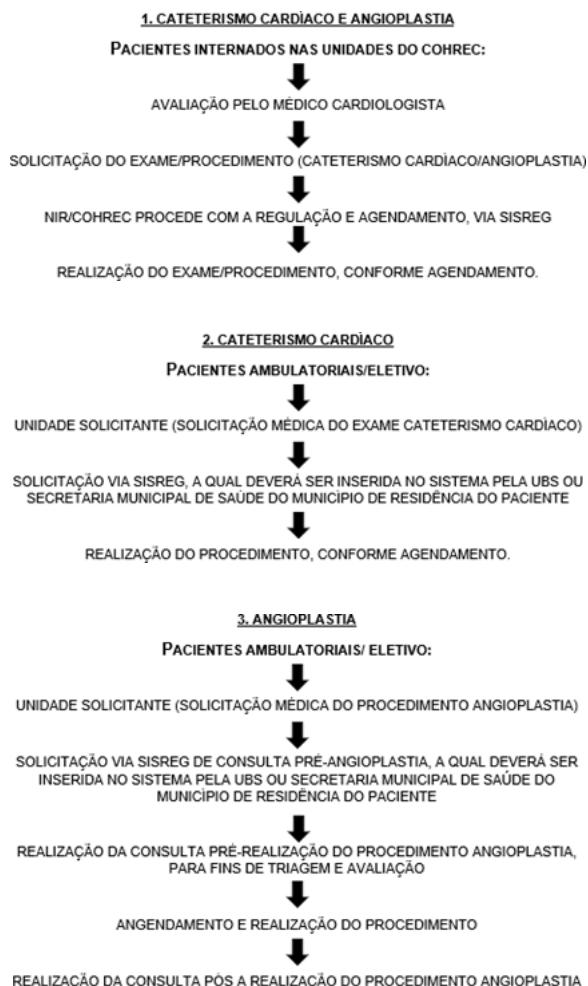 1. CATETERISMO CARDÌACO E ANGIOPLASTIA
PACIENTES INTERNADOS NAS UNIDADES DO COHREC:
AVALIAÇÃO PELO MÉDICO CARDIOLOGISTA
SOLICITAÇÃO DO EXAME/PROCEDIMENTO (CATETERISMO CARDÍACO/ANGIOPLASTIA)
NIR/COHREC PROCEDE COM A REGULAÇÃO E AGENDAMENTO, VIA SISREG
REALIZAÇÃO DO EXAME/PROCEDIMENTO, CONFORME AGENDAMENTO.
2. CATETERISMO CARDÌACO
PACIENTES AMBULATORIAIS/ELETIVO:
UNIDADE SOLICITANTE (SOLICITAÇÃO MÉDICA DO EXAME CATETERISMO CARDÌACO)
SOLICITAÇÃO VIA SISREG, A QUAL DEVERÁ SER INSERIDA NO SISTEMA PELA UBS OU
SECRETARIA MUNICIPAL DE SAÚDE DO MUNICÌPIO DE RESIDÊNCIA DO PACIENTE
REALIZAÇÃO DO PROCEDIMENTO, CONFORME AGENDAMENTO.
3. ANGIOPLASTIA
PACIENTES AMBULATORIAIS/ ELETIVO:
UNIDADE SOLICITANTE (SOLICITAÇÃO MÉDICA DO PROCEDIMENTO ANGIOPLASTIA)
SOLICITAÇÃO VIA SISREG DE CONSULTA PRÉ-ANGIOPLASTIA, A QUAL DEVERÁ SER
INSERIDA NO SISTEMA PELA UBS OU SECRETARIA MUNICIPAL DE SAÚDE DO
MUNICÌPIO DE RESIDÊNCIA DO PACIENTE
REALIZAÇÃO DA CONSULTA PRÉ-REALIZAÇÃO DO PROCEDIMENTO ANGIOPLASTIA,
PARA FINS DE TRIAGEM E AVALIAÇÃO
ANGENDAMENTO E REALIZAÇÃO DO PROCEDIMENTO
REALIZAÇÃO DA CONSULTA PÓS A REALIZAÇÃO DO PROCEDIMENTO ANGIOPLASTIA